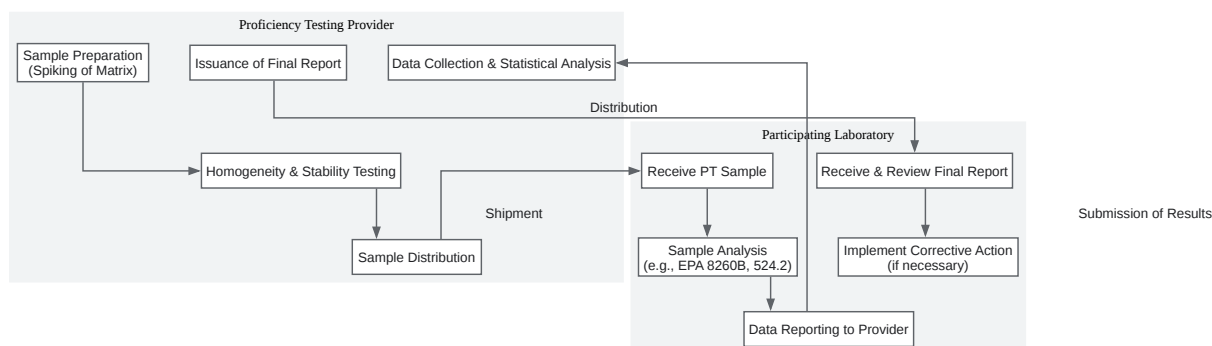 Proficiency Testing Provider
Sample Preparation
(Spiking of Matrix)
Issuance of Final Report
Data Collection & Statistical Analysis
Distribution
Participating Laboratory
Homogeneity & Stability Testing
Receive PT Sample
Receive & Review Final Report
Shipment
Submission of Results
Sample Distribution
Sample Analysis
(e.g., EPA 8260B, 524.2)
Implement Corrective Action
(if necessary)
Data Reporting to Provider